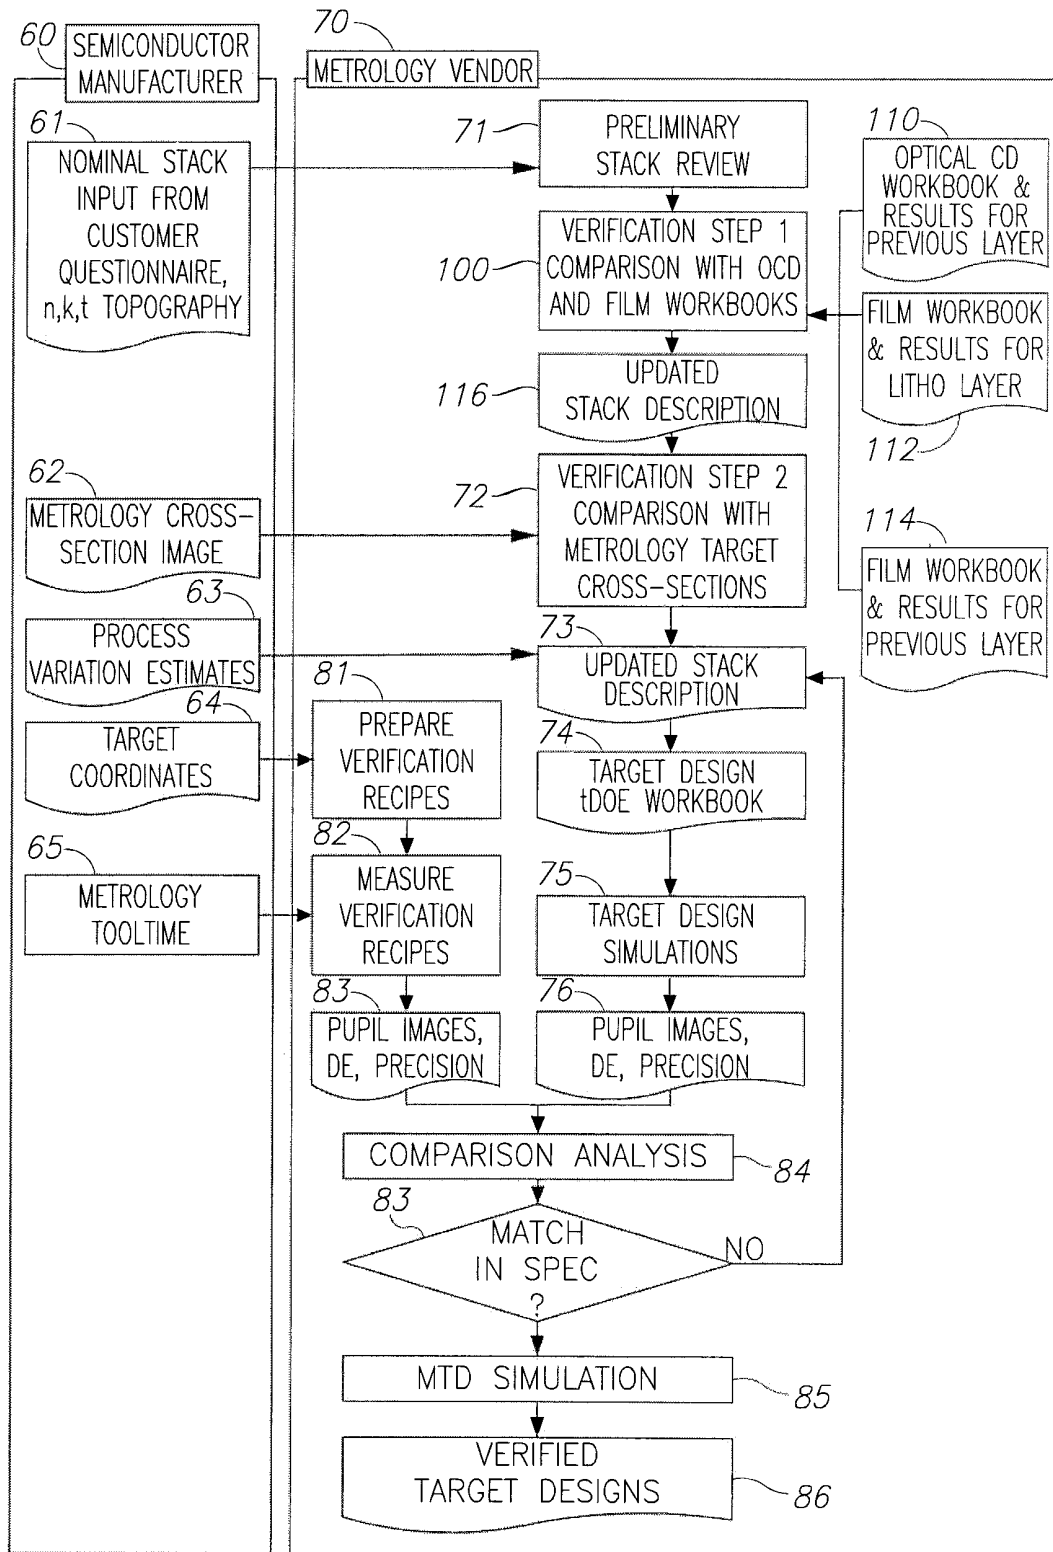 60
SEMICONDUCTOR
MANUFACTURER
70
METROLOGY VENDOR
61
NOMINAL STACK
INPUT FROM
CUSTOMER
QUESTIONNAIRE,
n,k,t TOPOGRAPHY
71
PRELIMINARY
STACK REVIEW
110
OPTICAL CD
WORKBOOK &
RESULTS FOR
PREVIOUS LAYER
100
VERIFICATION STEP 1
COMPARISON WITH OCD
AND FILM WORKBOOKS
FILM WORKBOOK
& RESULTS FOR
LITHO LAYER
112
116
UPDATED
STACK DESCRIPTION
62
METROLOGY CROSS-
SECTION IMAGE
72
VERIFICATION STEP 2
COMPARISON WITH
METROLOGY TARGET
CROSS-SECTIONS
114
FILM WORKBOOK
& RESULTS FOR
PREVIOUS LAYER
63
PROCESS
VARIATION ESTIMATES
73
UPDATED STACK
DESCRIPTION
64
TARGET
COORDINATES
81
PREPARE
VERIFICATION
RECIPES
74
TARGET DESIGN
tDOE WORKBOOK
65
METROLOGY
TOOLTIME
82
MEASURE
VERIFICATION
RECIPES
75
TARGET DESIGN
SIMULATIONS
83
PUPIL IMAGES,
DE, PRECISION
76
PUPIL IMAGES,
DE, PRECISION
COMPARISON ANALYSIS
84
83
MATCH
IN SPEC
?
NO
MTD SIMULATION
85
VERIFIED
TARGET DESIGNS
86